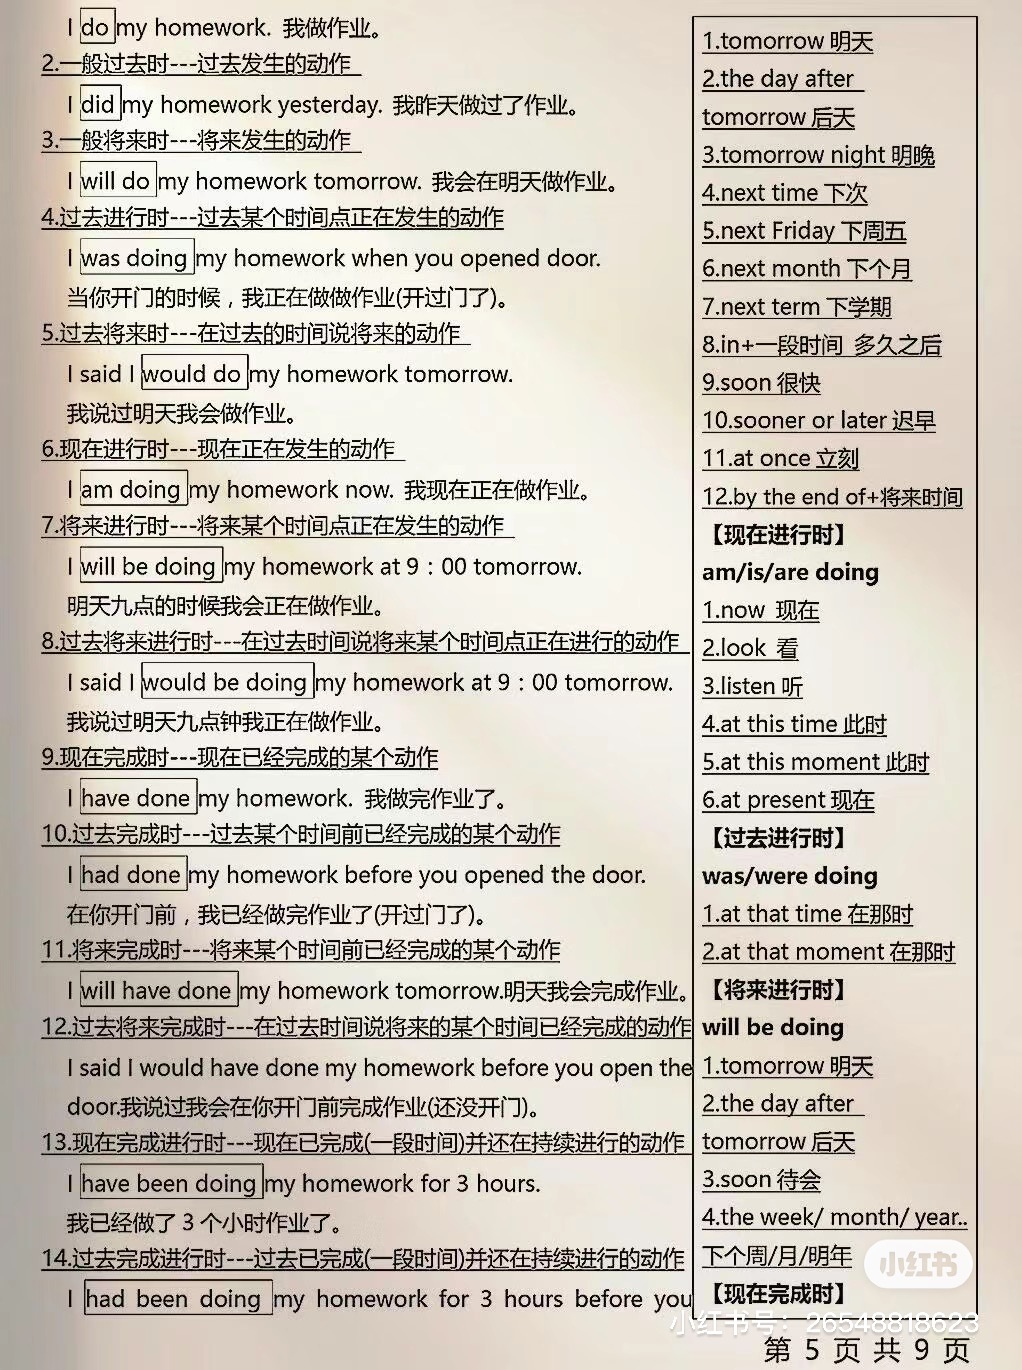 I do my homework. 我做作业。
2.一般过去时---过去发生的动作
I did my homework yesterday. 我昨天做过了作业。
3.一般将来时---将来发生的动作
I will do my homework tomorrow. 我会在明天做作业。
4.过去进行时---过去某个时间点正在发生的动作
I was doing my homework when you opened door.
当你开门的时候，我正在做做作业(开过门了)。
5.过去将来时---在过去的时间说将来的动作
I said I would do my homework tomorrow.
我说过明天我会做作业。
6.现在进行时---现在正在发生的动作
I am doing my homework now. 我现在正在做作业。
7.将来进行时---将来某个时间点正在发生的动作
I will be doing my homework at 9：00 tomorrow.
明天九点的时候我会正在做作业。
8.过去将来进行时---在过去时间说将来某个时间点正在进行的动作
I said I would be doing my homework at 9：00 tomorrow.
我说过明天九点钟我正在做作业。
9.现在完成时---现在已经完成的某个动作
I have done my homework. 我做完作业了。
10.过去完成时---过去某个时间前已经完成的某个动作
I had done my homework before you opened the door.
在你开门前，我已经做完作业了(开过门了)。
11.将来完成时---将来某个时间前已经完成的某个动作
I will have done my homework tomorrow.明天我会完成作业。
12.过去将来完成时---在过去时间说将来的某个时间已经完成的动作
I said I would have done my homework before you open the
door.我说过我会在你开门前完成作业(还没开门)。
13.现在完成进行时---现在已完成(一段时间)并还在持续进行的动作
I have been doing my homework for 3 hours.
我已经做了 3 个小时作业了。
14.过去完成进行时---过去已完成(一段时间)并还在持续进行的动作
I had been doing my homework for 3 hours before you
1.tomorrow 明天
2.the day after
tomorrow 后天
3.tomorrow night 明晚
4.next time 下次
5.next Friday 下周五
6.next month 下个月
7.next term 下学期
8.in+一段时间 多久之后
9.soon 很快
10.sooner or later 迟早
11.at once 立刻
12.by the end of+将来时间
【现在进行时】
am/is/are doing
1.now 现在
2.look 看
3.listen 听
4.at this time 此时
5.at this moment 此时
6.at present 现在
【过去进行时】
was/were doing
1.at that time 在那时
2.at that moment 在那时
【将来进行时】
will be doing
1.tomorrow 明天
2.the day after
tomorrow 后天
3.soon 待会
4.the week/ month/ year..
下个周/月/明年
【现在完成时】
小红书
小红书号：26548818623
第 5 页 共 9 页